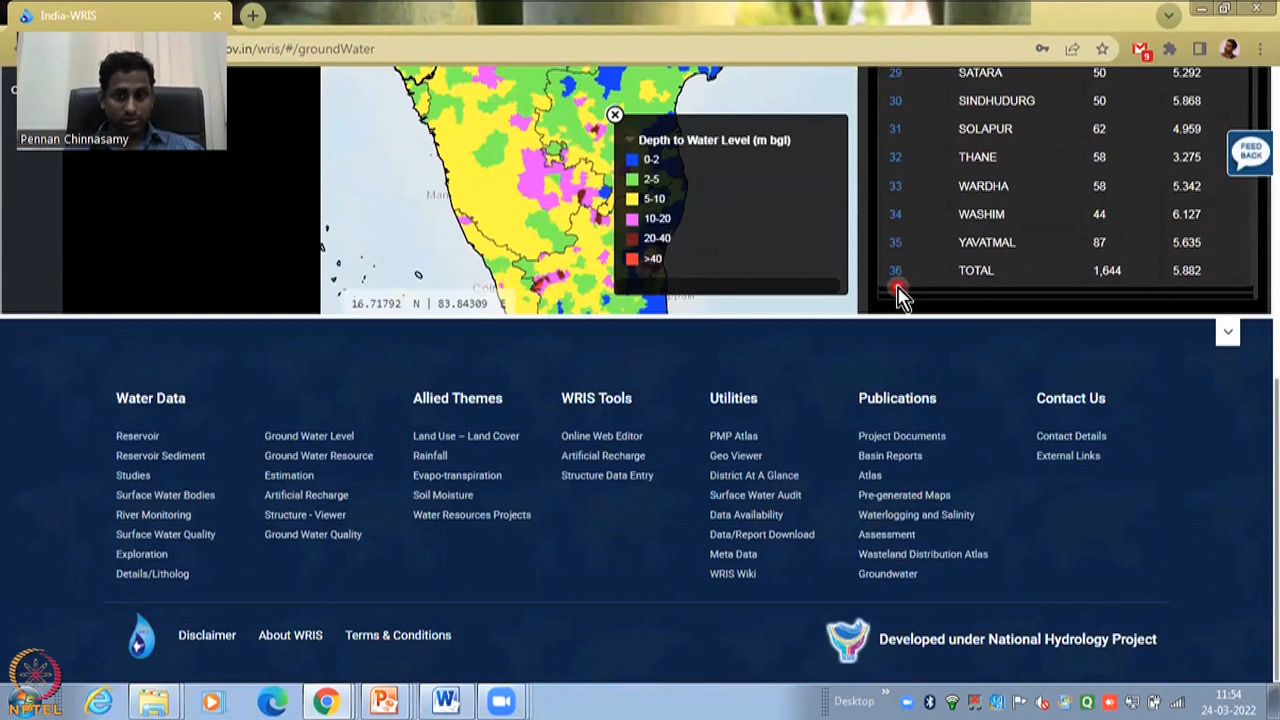 India-WRIS
ov.in/wris/#/groundWater
9
Pennan Chinnasamy
29 SATARA 50 5.292
30 SINDHUDURG 50 5.868
31 SOLAPUR 62 4.959
32 THANE 58 3.275
33 WARDHA 58 5.342
34 WASHIM 44 6.127
35 YAVATMAL 87 5.635
36 TOTAL 1,644 5.882
FEED BACK
Depth to Water Level (m bgl)
0-2
2-5
5-10
10-20
20-40
>40
16.71792 N | 83.84309 E
Water Data
Reservoir
Reservoir Sediment
Studies
Surface Water Bodies
River Monitoring
Surface Water Quality
Exploration
Details/Litholog
Ground Water Level
Ground Water Resource
Estimation
Artificial Recharge
Structure - Viewer
Ground Water Quality
Allied Themes
Land Use – Land Cover
Rainfall
Evapo-transpiration
Soil Moisture
Water Resources Projects
WRIS Tools
Online Web Editor
Artificial Recharge
Structure Data Entry
Utilities
PMP Atlas
Geo Viewer
District At A Glance
Surface Water Audit
Data Availability
Data/Report Download
Meta Data
WRIS Wiki
Publications
Project Documents
Basin Reports
Atlas
Pre-generated Maps
Waterlogging and Salinity
Assessment
Wasteland Distribution Atlas
Groundwater
Contact Us
Contact Details
External Links
Disclaimer About WRIS Terms & Conditions
Developed under National Hydrology Project
NPTEL
Desktop
11:54
24-03-2022